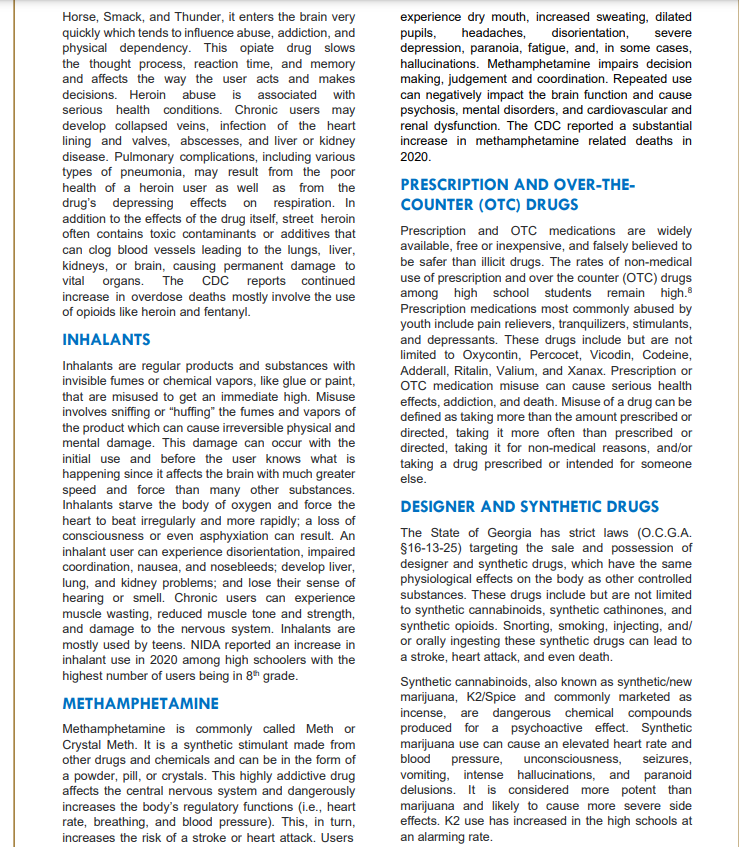 Horse, Smack, and Thunder, it enters the brain very
quickly which tends to influence abuse, addiction, and
physical dependency. This opiate drug slows
the thought process, reaction time, and memory
and affects the way the user acts and makes
decisions. Heroin abuse is associated with
serious health conditions. Chronic users may
develop collapsed veins, infection of the heart
lining and valves, abscesses, and liver or kidney
disease. Pulmonary complications, including various
types of pneumonia, may result from the poor
health of a heroin user as well as from the
drug's depressing effects on respiration. In
addition to the effects of the drug itself, street heroin
often contains toxic contaminants or additives that
can clog blood vessels leading to the lungs, liver,
kidneys, or brain, causing permanent damage to
vital organs. The CDC reports continued
increase in overdose deaths mostly involve the use
of opioids like heroin and fentanyl.
INHALANTS
Inhalants are regular products and substances with
invisible fumes or chemical vapors, like glue or paint,
that are misused to get an immediate high. Misuse
involves sniffing or “huffing” the fumes and vapors of
the product which can cause irreversible physical and
mental damage. This damage can occur with the
initial use and before the user knows what is
happening since it affects the brain with much greater
speed and force than many other substances.
Inhalants starve the body of oxygen and force the
heart to beat irregularly and more rapidly; a loss of
consciousness or even asphyxiation can result. An
inhalant user can experience disorientation, impaired
coordination, nausea, and nosebleeds; develop liver,
lung, and kidney problems; and lose their sense of
hearing or smell. Chronic users can experience
muscle wasting, reduced muscle tone and strength,
and damage to the nervous system. Inhalants are
mostly used by teens. NIDA reported an increase in
inhalant use in 2020 among high schoolers with the
highest number of users being in 8th grade.
METHAMPHETAMINE
Methamphetamine is commonly called Meth or
Crystal Meth. It is a synthetic stimulant made from
other drugs and chemicals and can be in the form of
a powder, pill, or crystals. This highly addictive drug
affects the central nervous system and dangerously
increases the body's regulatory functions (i.e., heart
rate, breathing, and blood pressure). This, in turn,
increases the risk of a stroke or heart attack. Users
experience dry mouth, increased sweating, dilated
pupils, headaches, disorientation, severe
depression, paranoia, fatigue, and, in some cases,
hallucinations. Methamphetamine impairs decision
making, judgement and coordination. Repeated use
can negatively impact the brain function and cause
psychosis, mental disorders, and cardiovascular and
renal dysfunction. The CDC reported a substantial
increase in methamphetamine related deaths in
2020.
PRESCRIPTION AND OVER-THE-
COUNTER (OTC) DRUGS
Prescription and OTC medications are widely
available, free or inexpensive, and falsely believed to
be safer than illicit drugs. The rates of non-medical
use of prescription and over the counter (OTC) drugs
among high school students remain high.8
Prescription medications most commonly abused by
youth include pain relievers, tranquilizers, stimulants,
and depressants. These drugs include but are not
limited to Oxycontin, Percocet, Vicodin, Codeine,
Adderall, Ritalin, Valium, and Xanax. Prescription or
OTC medication misuse can cause serious health
effects, addiction, and death. Misuse of a drug can be
defined as taking more than the amount prescribed or
directed, taking it more often than prescribed or
directed, taking it for non-medical reasons, and/or
taking a drug prescribed or intended for someone
else.
DESIGNER AND SYNTHETIC DRUGS
The State of Georgia has strict laws (O.C.G.A.
§16-13-25) targeting the sale and possession of
designer and synthetic drugs, which have the same
physiological effects on the body as other controlled
substances. These drugs include but are not limited
to synthetic cannabinoids, synthetic cathinones, and
synthetic opioids. Snorting, smoking, injecting, and/
or orally ingesting these synthetic drugs can lead to
a stroke, heart attack, and even death.
Synthetic cannabinoids, also known as synthetic/new
marijuana, K2/Spice and commonly marketed as
incense, are dangerous chemical compounds
produced for a psychoactive effect. Synthetic
marijuana use can cause an elevated heart rate and
blood pressure, unconsciousness, seizures,
vomiting, intense hallucinations, and paranoid
delusions. It is considered more potent than
marijuana and likely to cause more severe side
effects. K2 use has increased in the high schools at
an alarming rate.